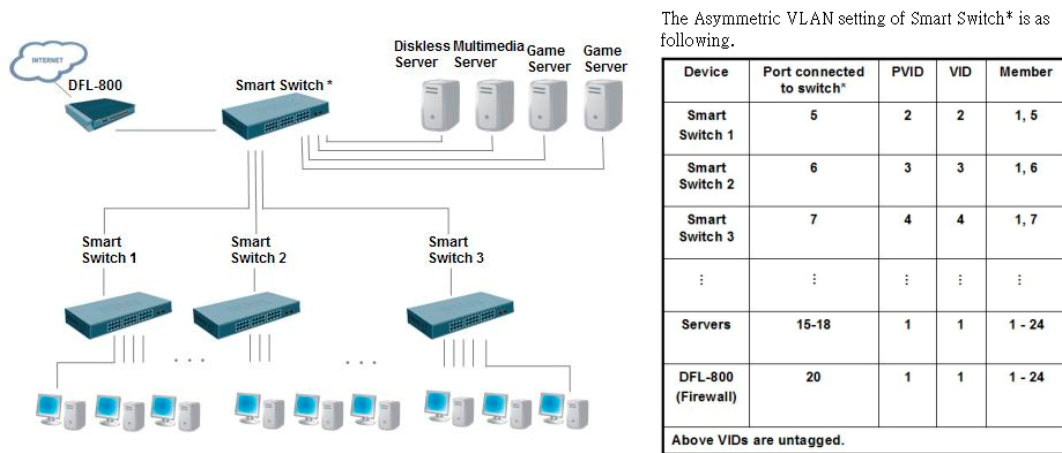 INTERNET
DFL-800
Smart Switch *
Diskless
Server
Multimedia
Server
Game
Server
Game
Server
Smart
Switch 1
Smart
Switch 2
Smart
Switch 3
. . .
. . .
The Asymmetric VLAN setting of Smart Switch* is as
following.
Device Port connected to switch* PVID VID Member
Smart Switch 1 5 2 2 1, 5
Smart Switch 2 6 3 3 1, 6
Smart Switch 3 7 4 4 1, 7
⋮ ⋮ ⋮ ⋮ ⋮
Servers 15-18 1 1 1 - 24
DFL-800 (Firewall) 20 1 1 1 - 24
Above VIDs are untagged.